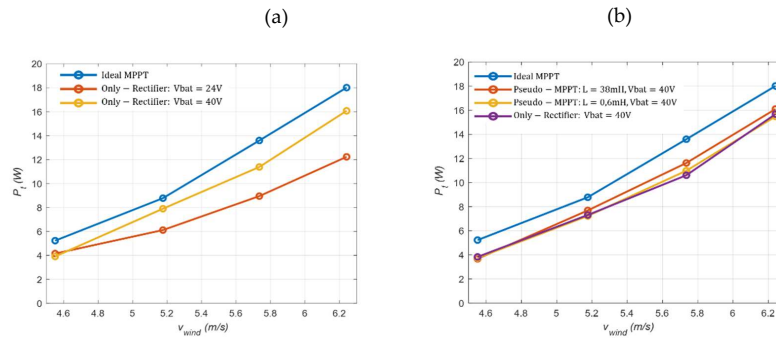 (a)
(b)
20
18
16
14
12
10
8
6
4
2
0
P_t (W)
Ideal MPPT
Only − Rectifier: Vbat = 24V
Only − Rectifier: Vbat = 40V
4.6 4.8 5 5.2 5.4 5.6 5.8 6 6.2
v_wind (m/s)
20
18
16
14
12
10
8
6
4
2
0
P_t (W)
Ideal MPPT
Pseudo − MPPT: L = 38mH, Vbat = 40V
Pseudo − MPPT: L = 0,6mH, Vbat = 40V
Only − Rectifier: Vbat = 40V
4.6 4.8 5 5.2 5.4 5.6 5.8 6 6.2
v_wind (m/s)